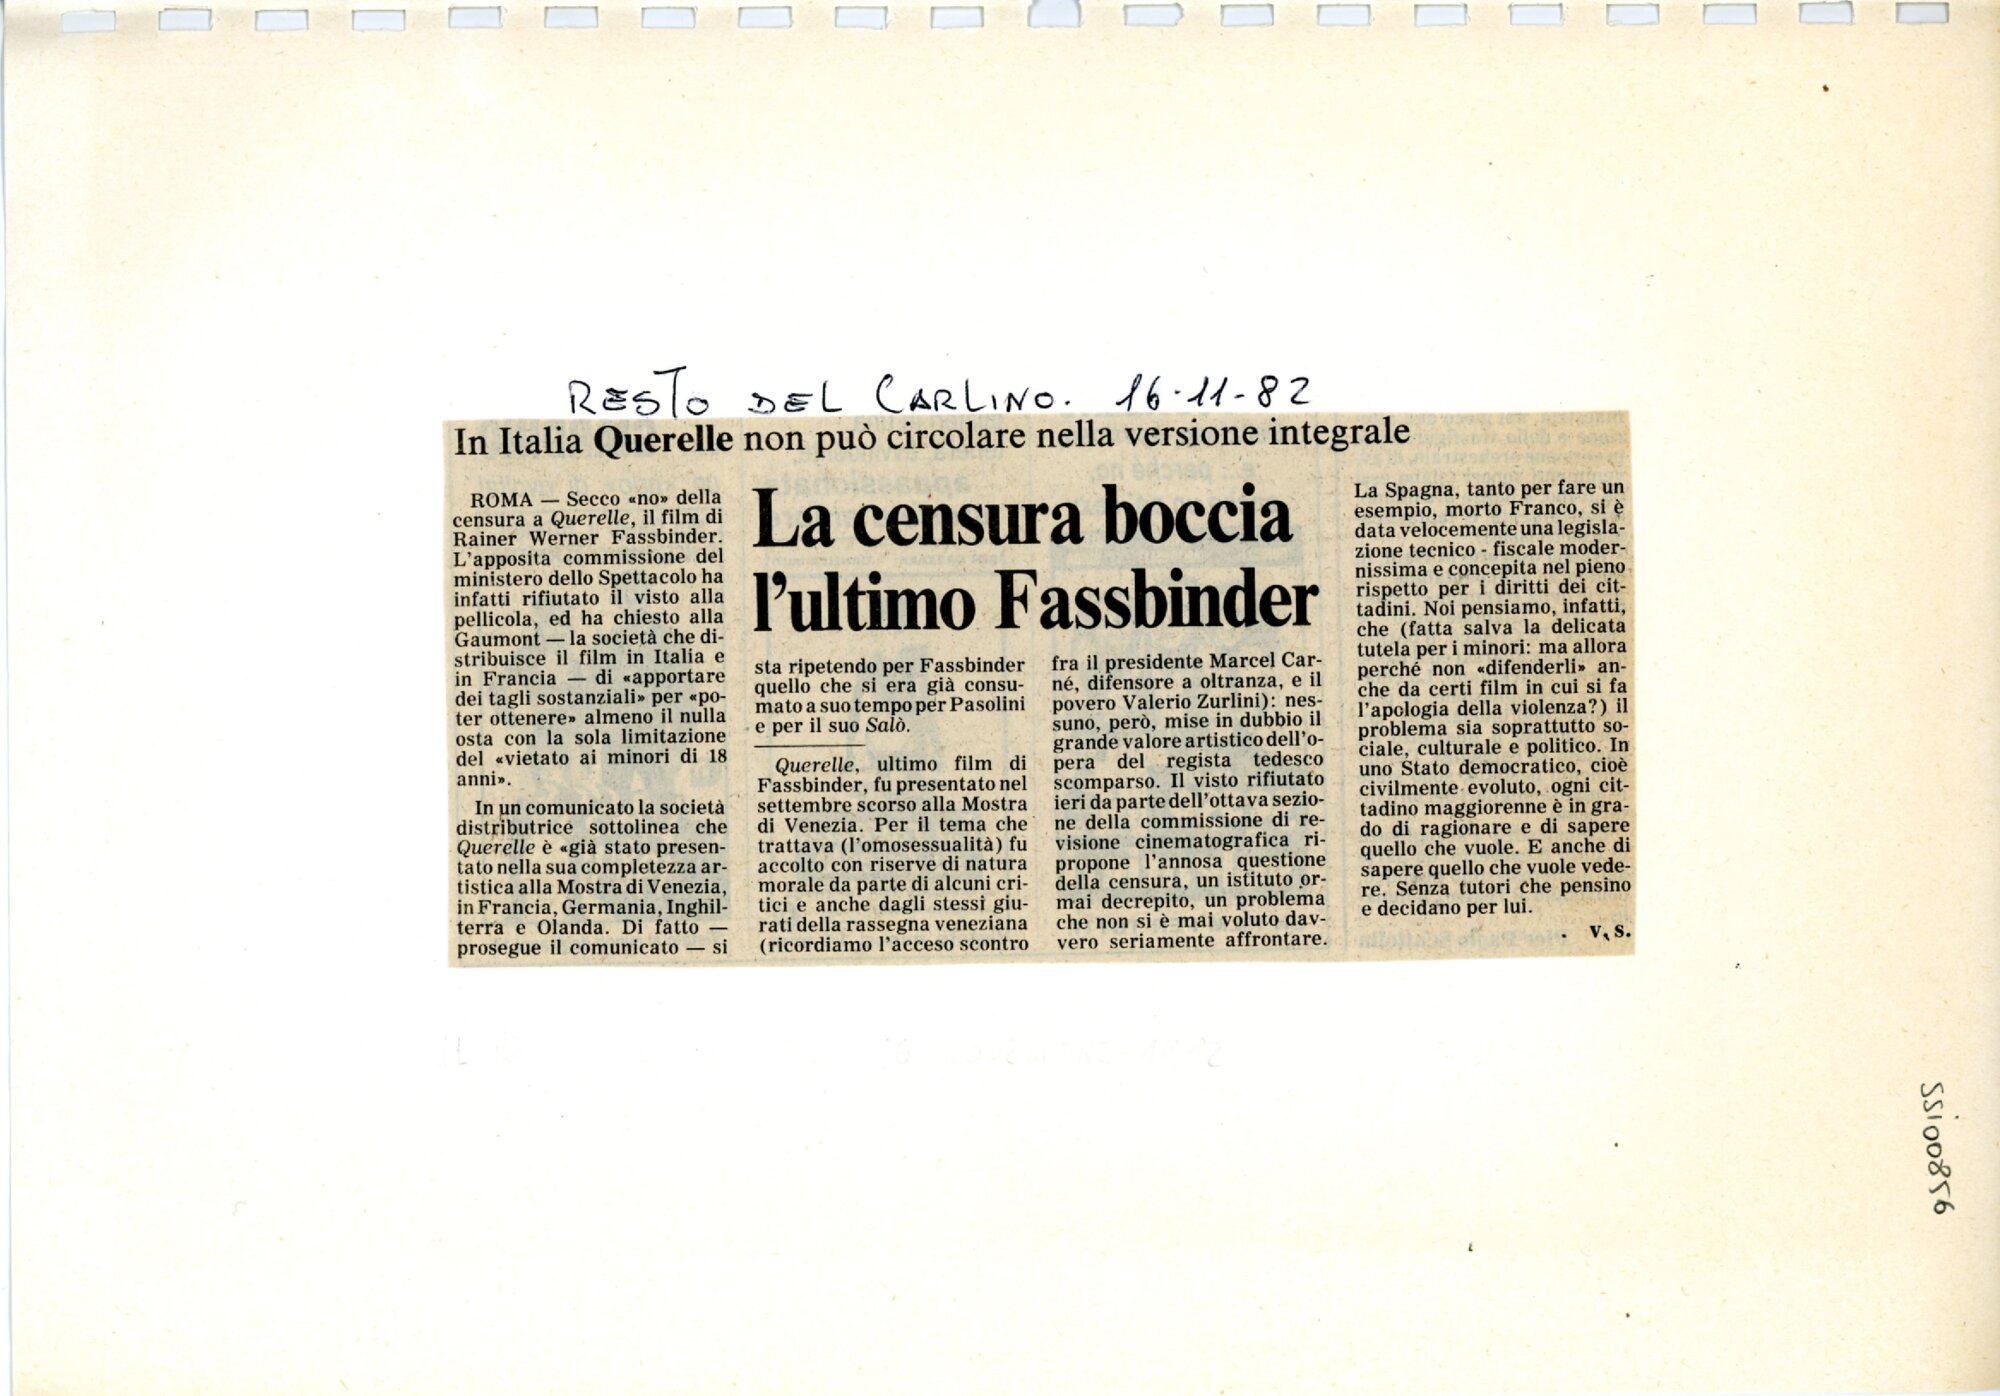 RESTO DEL CARLINO. 16-11-82
In Italia Querelle non può circolare nella versione integrale
La censura boccia
l'ultimo Fassbinder
ROMA — Secco «no» della
censura a Querelle, il film di
Rainer Werner Fassbinder.
L'apposita commissione del
ministero dello Spettacolo ha
infatti rifiutato il visto alla
pellicola, ed ha chiesto alla
Gaumont — la società che di-
stribuisce il film in Italia e
in Francia — di «apportare
dei tagli sostanziali» per «po-
ter ottenere» almeno il nulla
osta con la sola limitazione
del «vietato ai minori di 18
anni».
In un comunicato la società
distributrice sottolinea che
Querelle è «già stato presen-
tato nella sua completezza ar-
tistica alla Mostra di Venezia,
in Francia, Germania, Inghil-
terra e Olanda. Di fatto —
prosegue il comunicato — si
sta ripetendo per Fassbinder
quello che si era già consu-
mato a suo tempo per Pasolini
e per il suo Salò.
Querelle, ultimo film di
Fassbinder, fu presentato nel
settembre scorso alla Mostra
di Venezia. Per il tema che
trattava (l'omosessualità) fu
accolto con riserve di natura
morale da parte di alcuni cri-
tici e anche dagli stessi giu-
rati della rassegna veneziana
(ricordiamo l'acceso scontro
fra il presidente Marcel Car-
né, difensore a oltranza, e il
povero Valerio Zurlini): nes-
suno, però, mise in dubbio il
grande valore artistico dell'o-
pera del regista tedesco
scomparso. Il visto rifiutato
ieri da parte dell'ottava sezio-
ne della commissione di re-
visione cinematografica ri-
propone l'annosa questione
della censura, un istituto or-
mai decrepito, un problema
che non si è mai voluto dav-
vero seriamente affrontare.
La Spagna, tanto per fare un
esempio, morto Franco, si è
data velocemente una legisla-
zione tecnico - fiscale moder-
nissima e concepita nel pieno
rispetto per i diritti dei cit-
tadini. Noi pensiamo, infatti,
che (fatta salva la delicata
tutela per i minori: ma allora
perché non «difenderli» an-
che da certi film in cui si fa
l'apologia della violenza?) il
problema sia soprattutto so-
ciale, culturale e politico. In
uno Stato democratico, cioè
civilmente evoluto, ogni cit-
tadino maggiorenne è in gra-
do di ragionare e di sapere
quello che vuole. E anche di
sapere quello che vuole vede-
re. Senza tutori che pensino
e decidano per lui.
V. S.